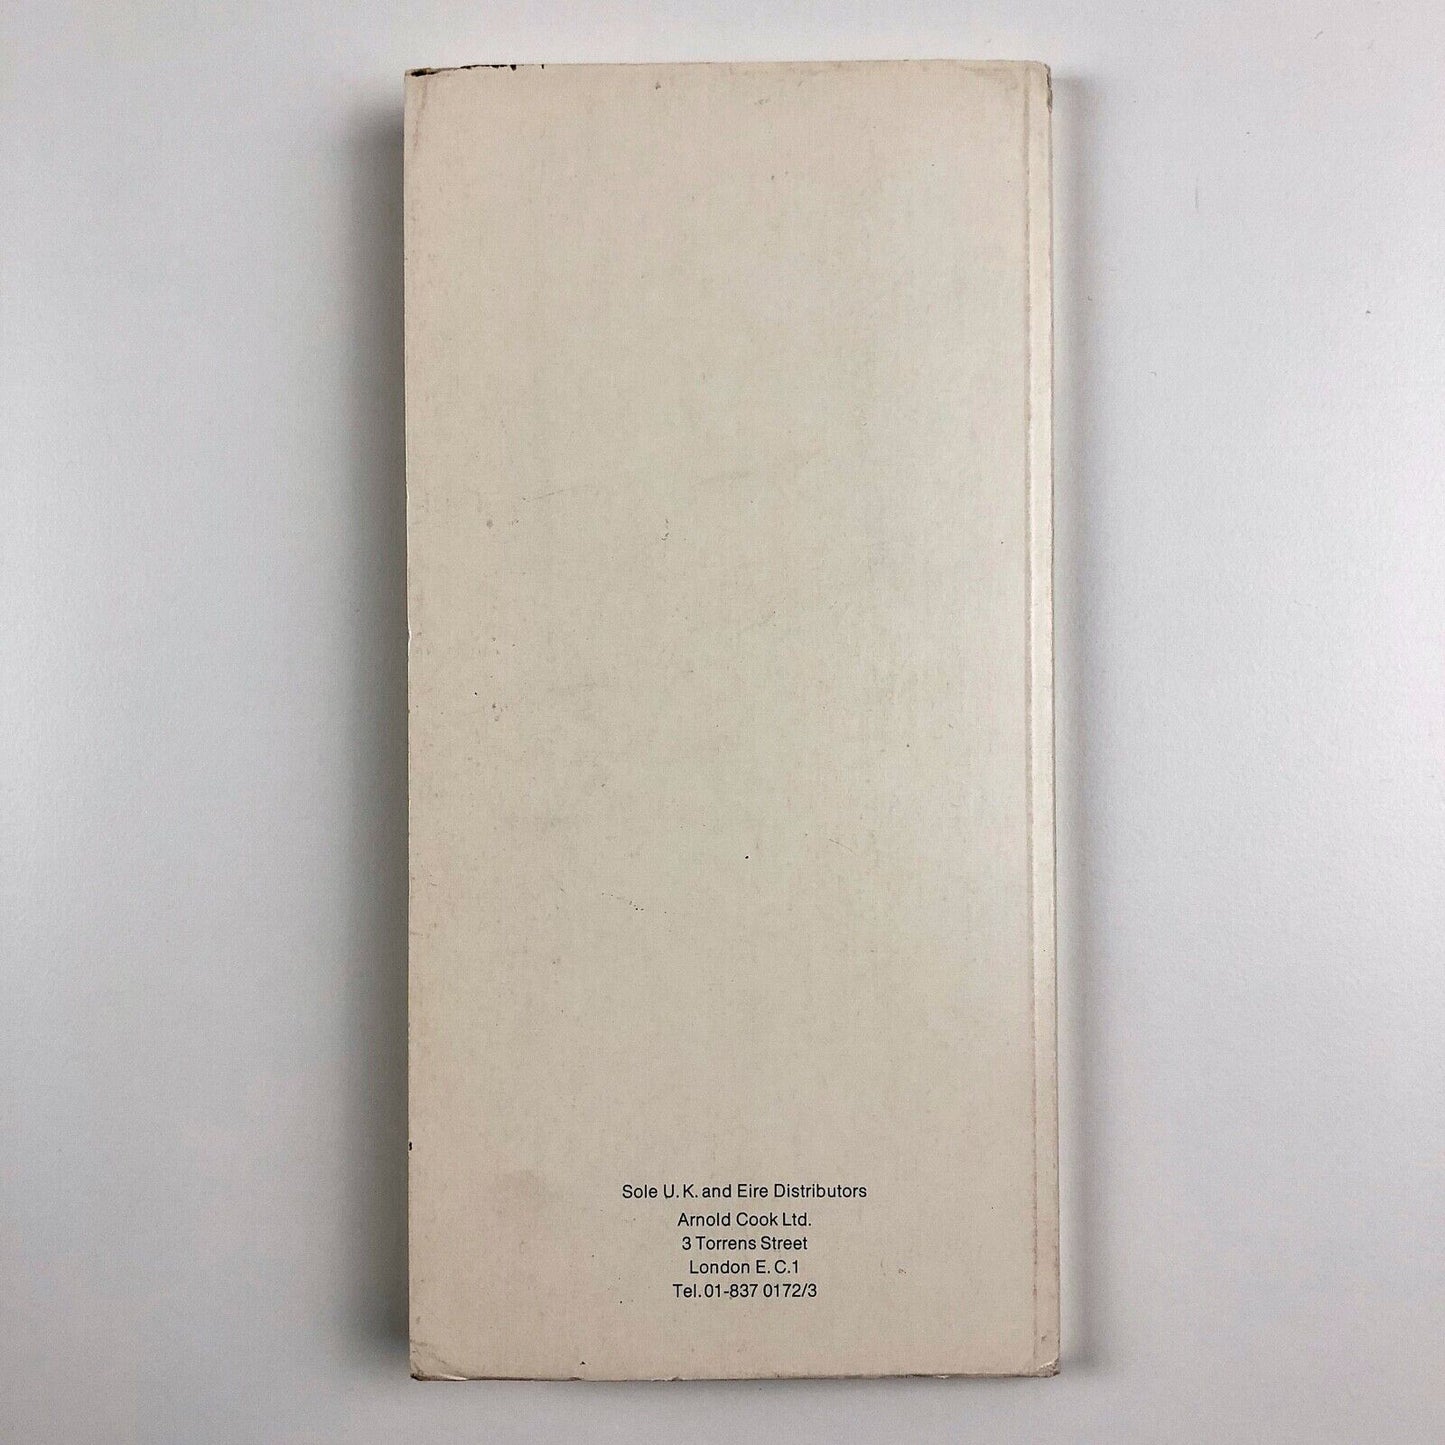 Sole U.K. and Eire Distributors
Arnold Cook Ltd.
3 Torrens Street
London E.C.1
Tel. 01-837 0172/3